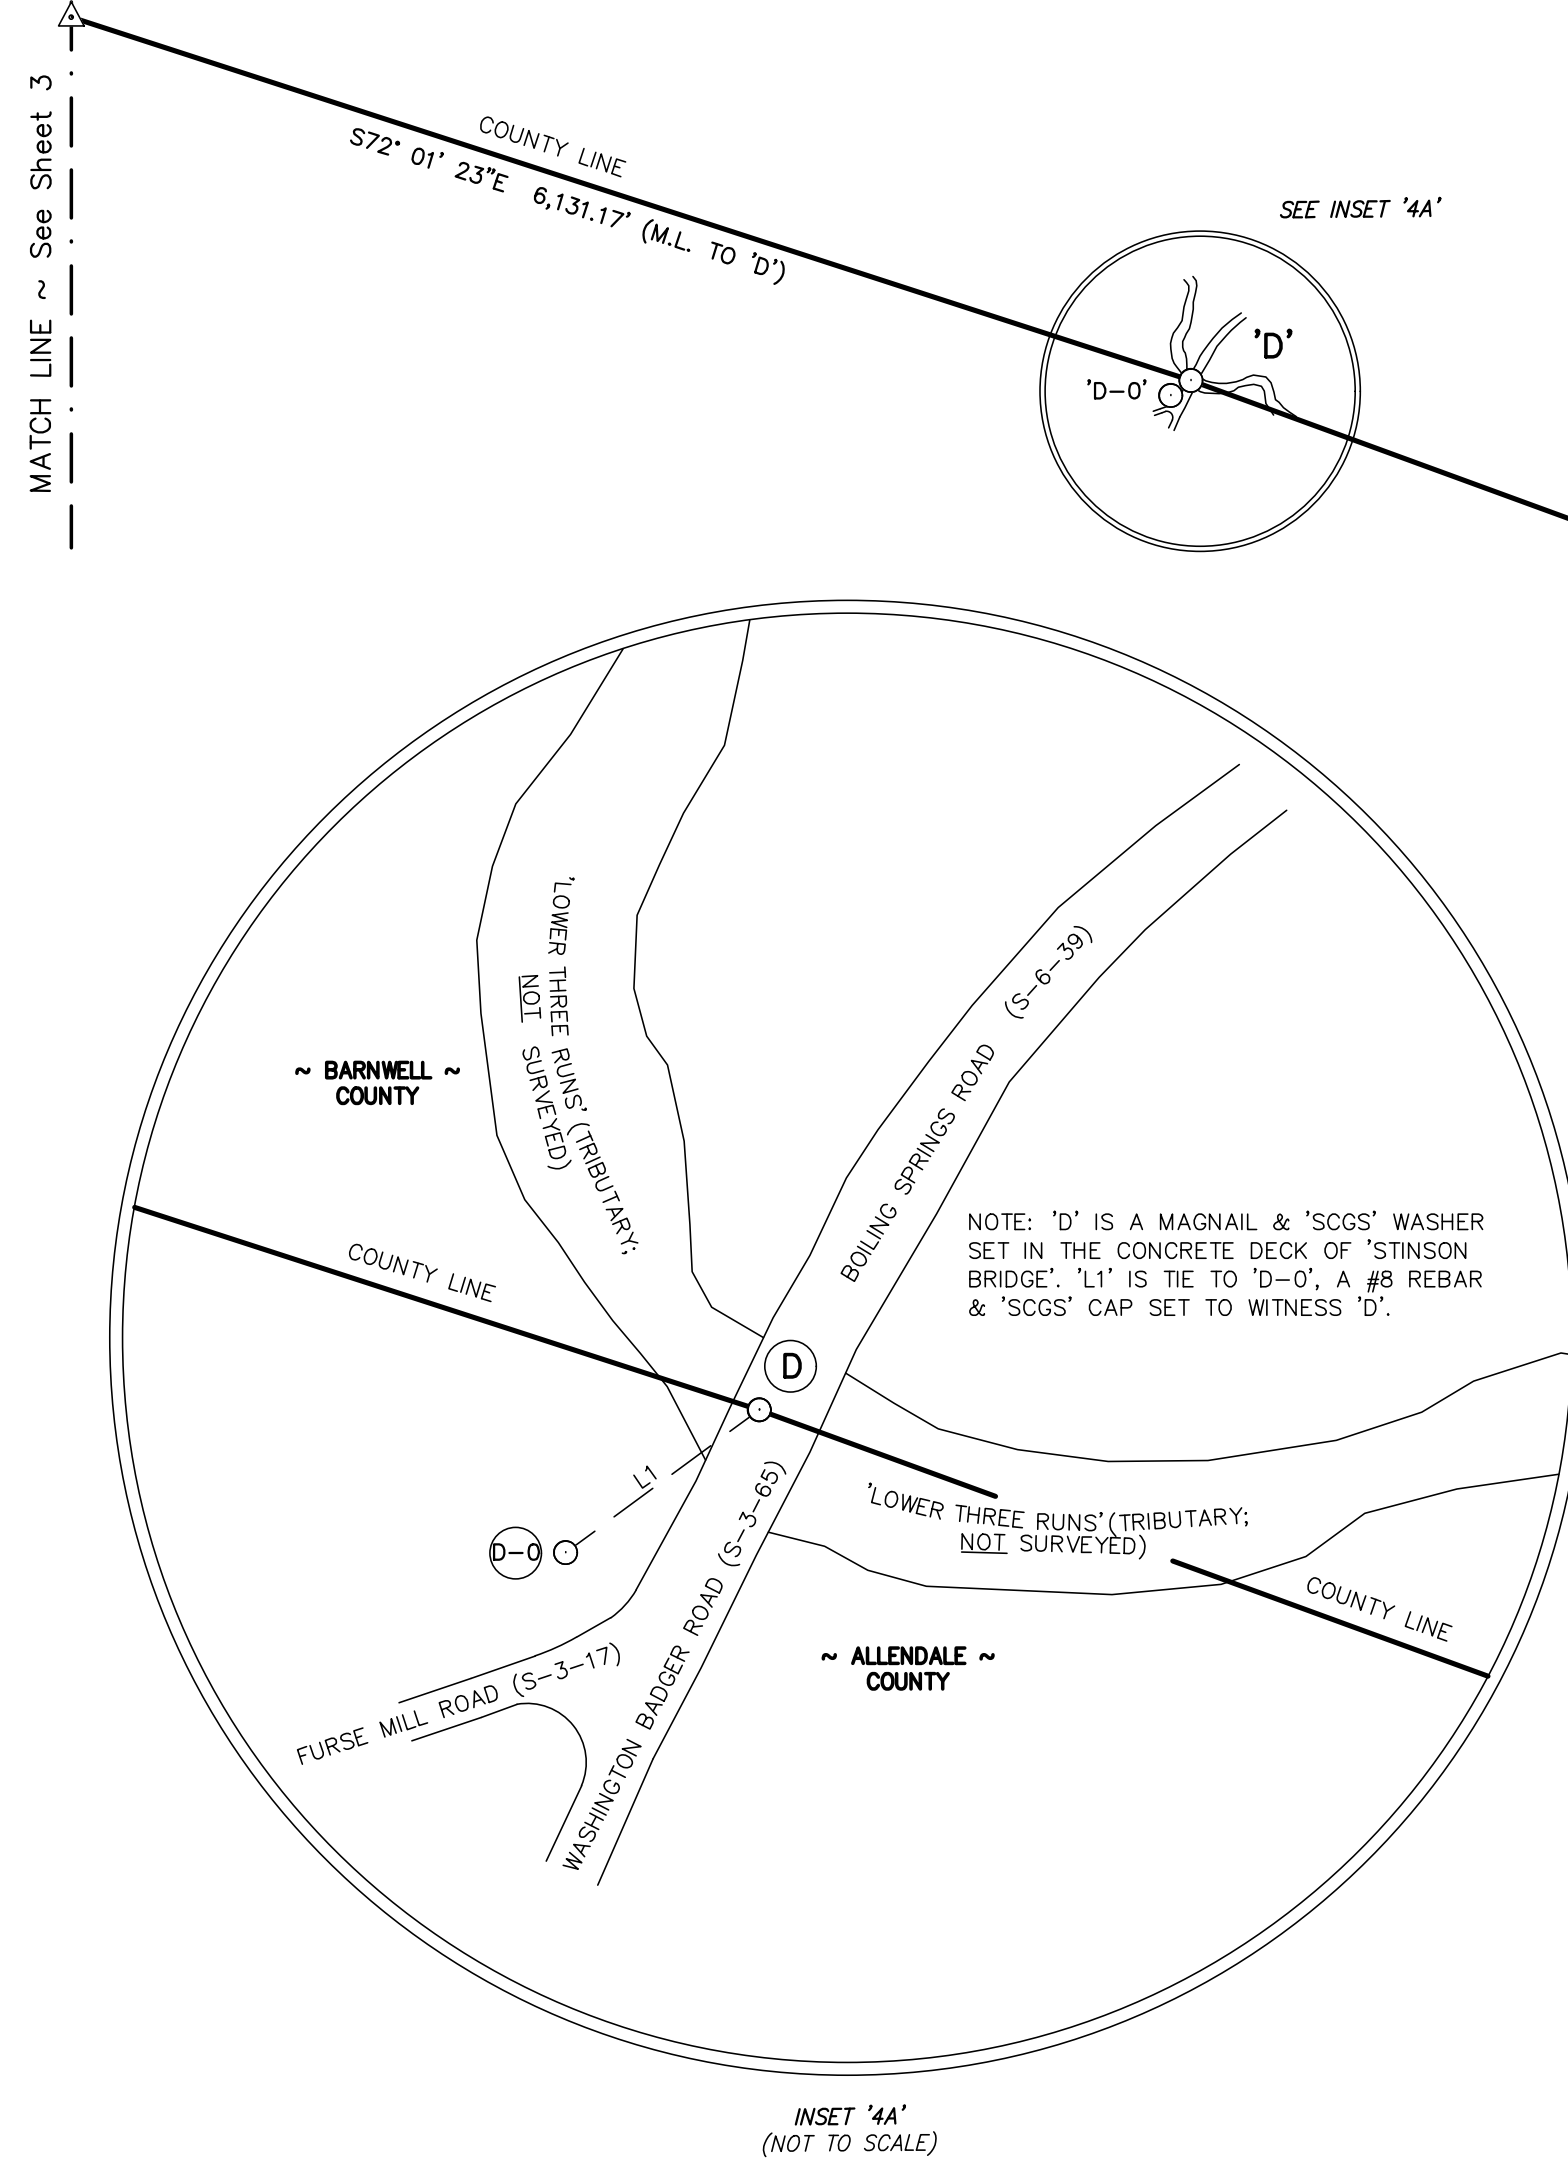 MATCH LINE ~ See Sheet 3
COUNTY LINE
S72° 01' 23"E 6,131.17' (M.L. TO 'D')
SEE INSET '4A'
'D'
'D-0'
'LOWER THREE RUNS' (TRIBUTARY;
NOT SURVEYED)
BOILING SPRINGS ROAD (S-6-39)
~ BARNWELL ~
COUNTY
COUNTY LINE
NOTE: 'D' IS A MAGNAIL & 'SCGS' WASHER
SET IN THE CONCRETE DECK OF 'STINSON
BRIDGE'. 'L1' IS TIE TO 'D-0', A #8 REBAR
& 'SCGS' CAP SET TO WITNESS 'D'.
D
L1
D-0
'LOWER THREE RUNS' (TRIBUTARY;
NOT SURVEYED)
COUNTY LINE
~ ALLENDALE ~
COUNTY
FURSE MILL ROAD (S-3-17)
WASHINGTON BADGER ROAD (S-3-65)
INSET '4A'
(NOT TO SCALE)